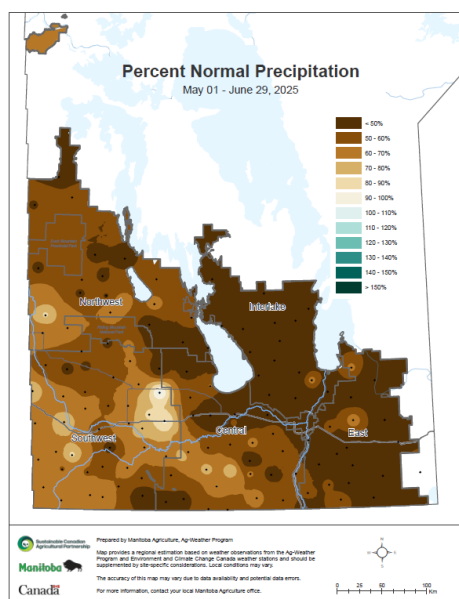 Percent Normal Precipitation
May 01 - June 29, 2025
< 50%
50 - 60%
60 - 70%
70 - 80%
80 - 90%
90 - 100%
100 - 110%
110 - 120%
120 - 130%
130 - 140%
140 - 150%
> 150%
Northwest
Interlake
Southwest
Central
East
Sustainable Canadian
Agricultural Partnership
Manitoba
Canada
Prepared by Manitoba Agriculture, Ag-Weather Program
Map provides a regional estimation based on weather observations from the Ag-Weather
Program and Environment and Climate Change Canada weather stations and should be
supplemented by site-specific considerations. Local conditions may vary.
The accuracy of this map may vary due to data availability and potential data errors.
For more information, contact your local Manitoba Agriculture office.
0 25 50 100
Km